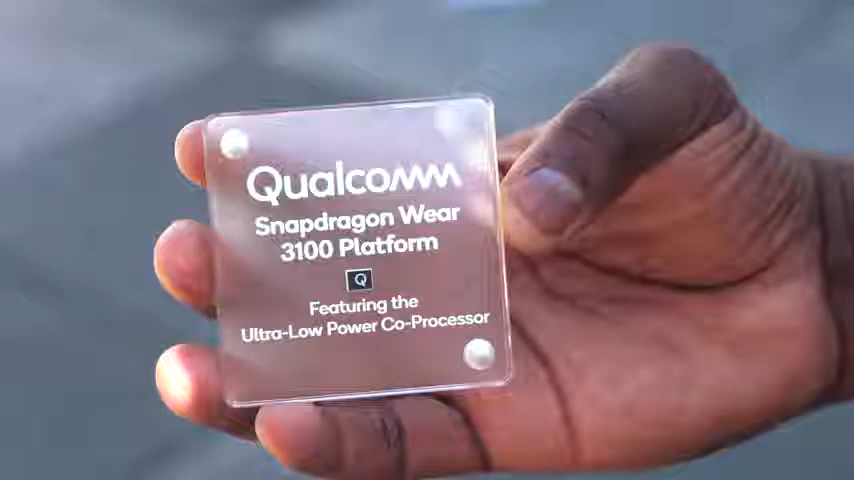 Qualcomm
Snapdragon Wear
3100 Platform
Q
Featuring the
Ultra-Low Power Co-Processor